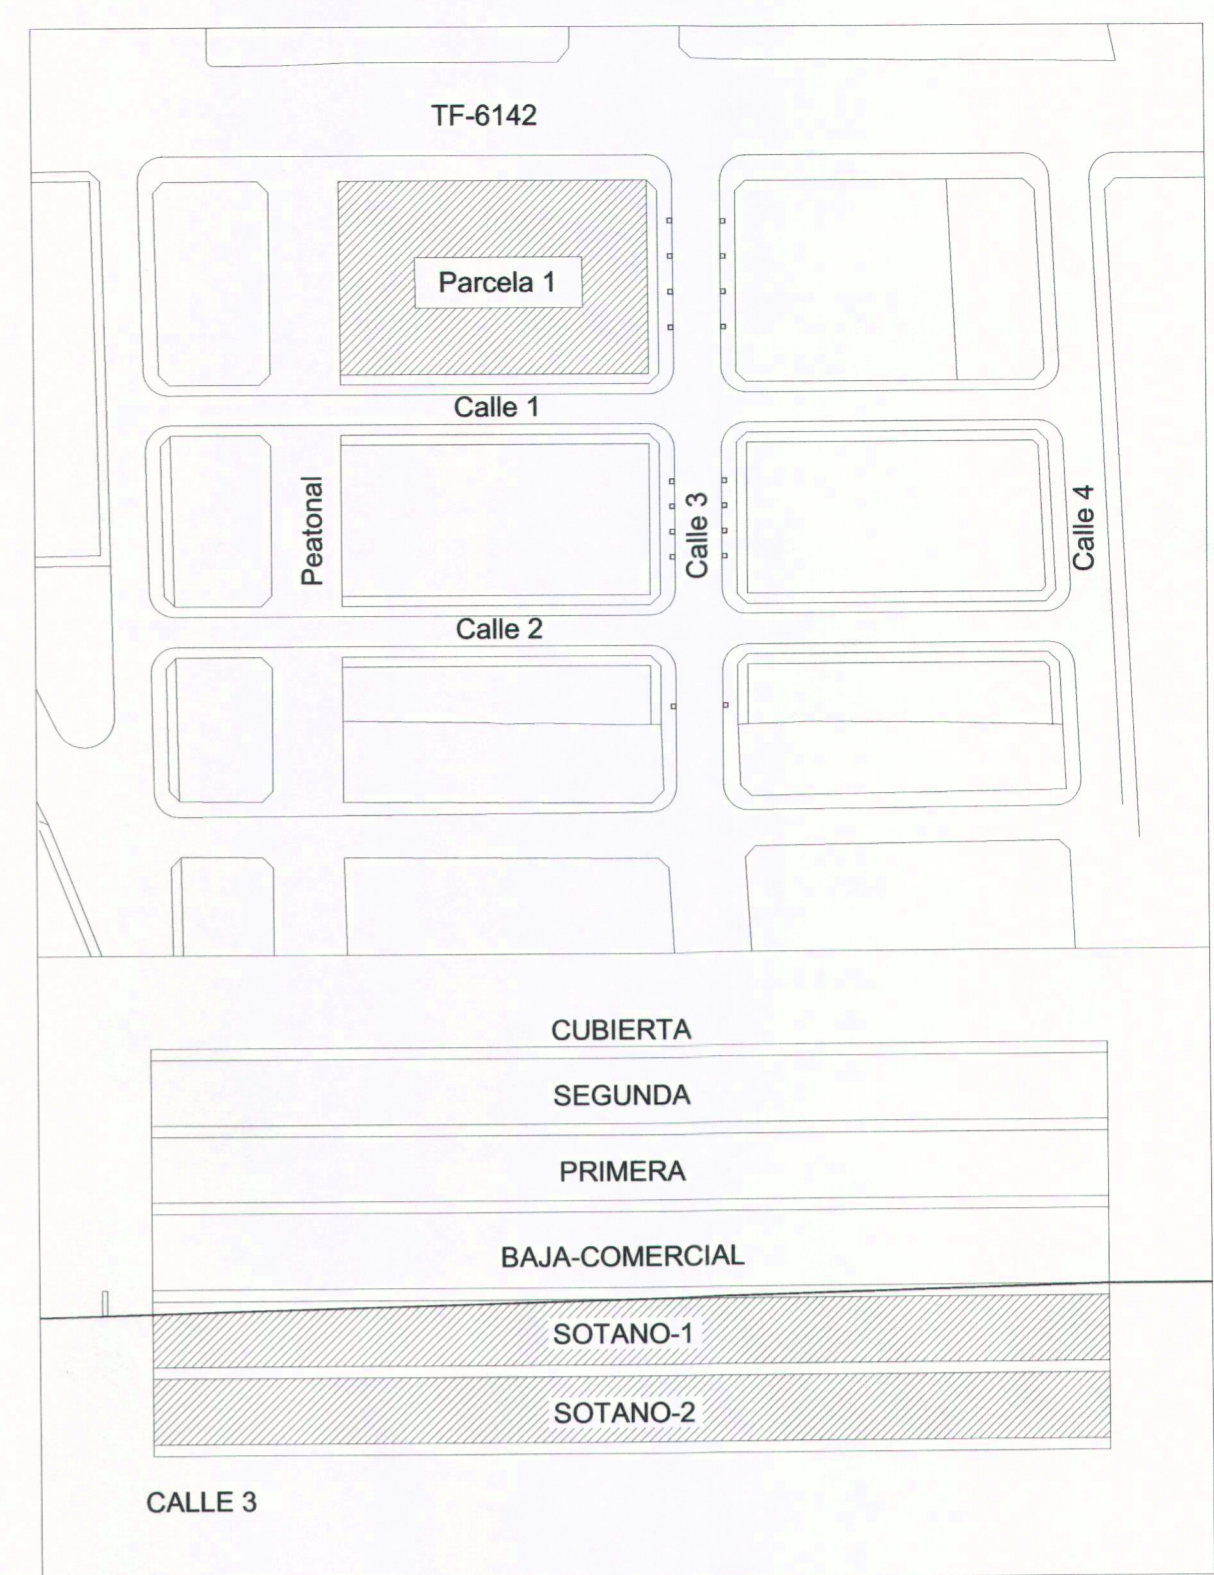 TF-6142
Parcela 1
Calle 1
Peatonal
Calle 3
Calle 4
Calle 2
CUBIERTA
SEGUNDA
PRIMERA
BAJA-COMERCIAL
SOTANO-1
SOTANO-2
CALLE 3